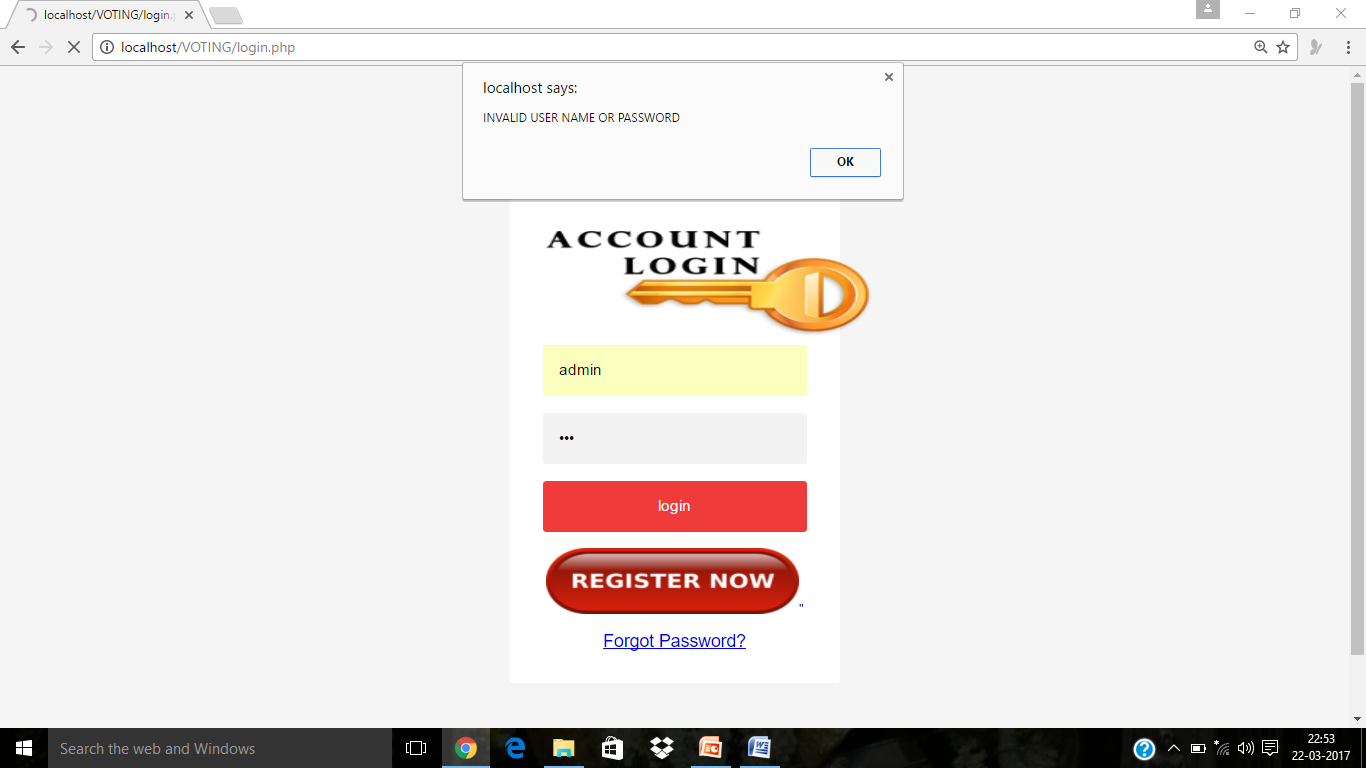 localhost/VOTING/login.
localhost/VOTING/login.php
localhost says:
INVALID USER NAME OR PASSWORD
OK
ACCOUNT
LOGIN
admin
•••
login
REGISTER NOW "
Forgot Password?
Search the web and Windows
22:53
22-03-2017